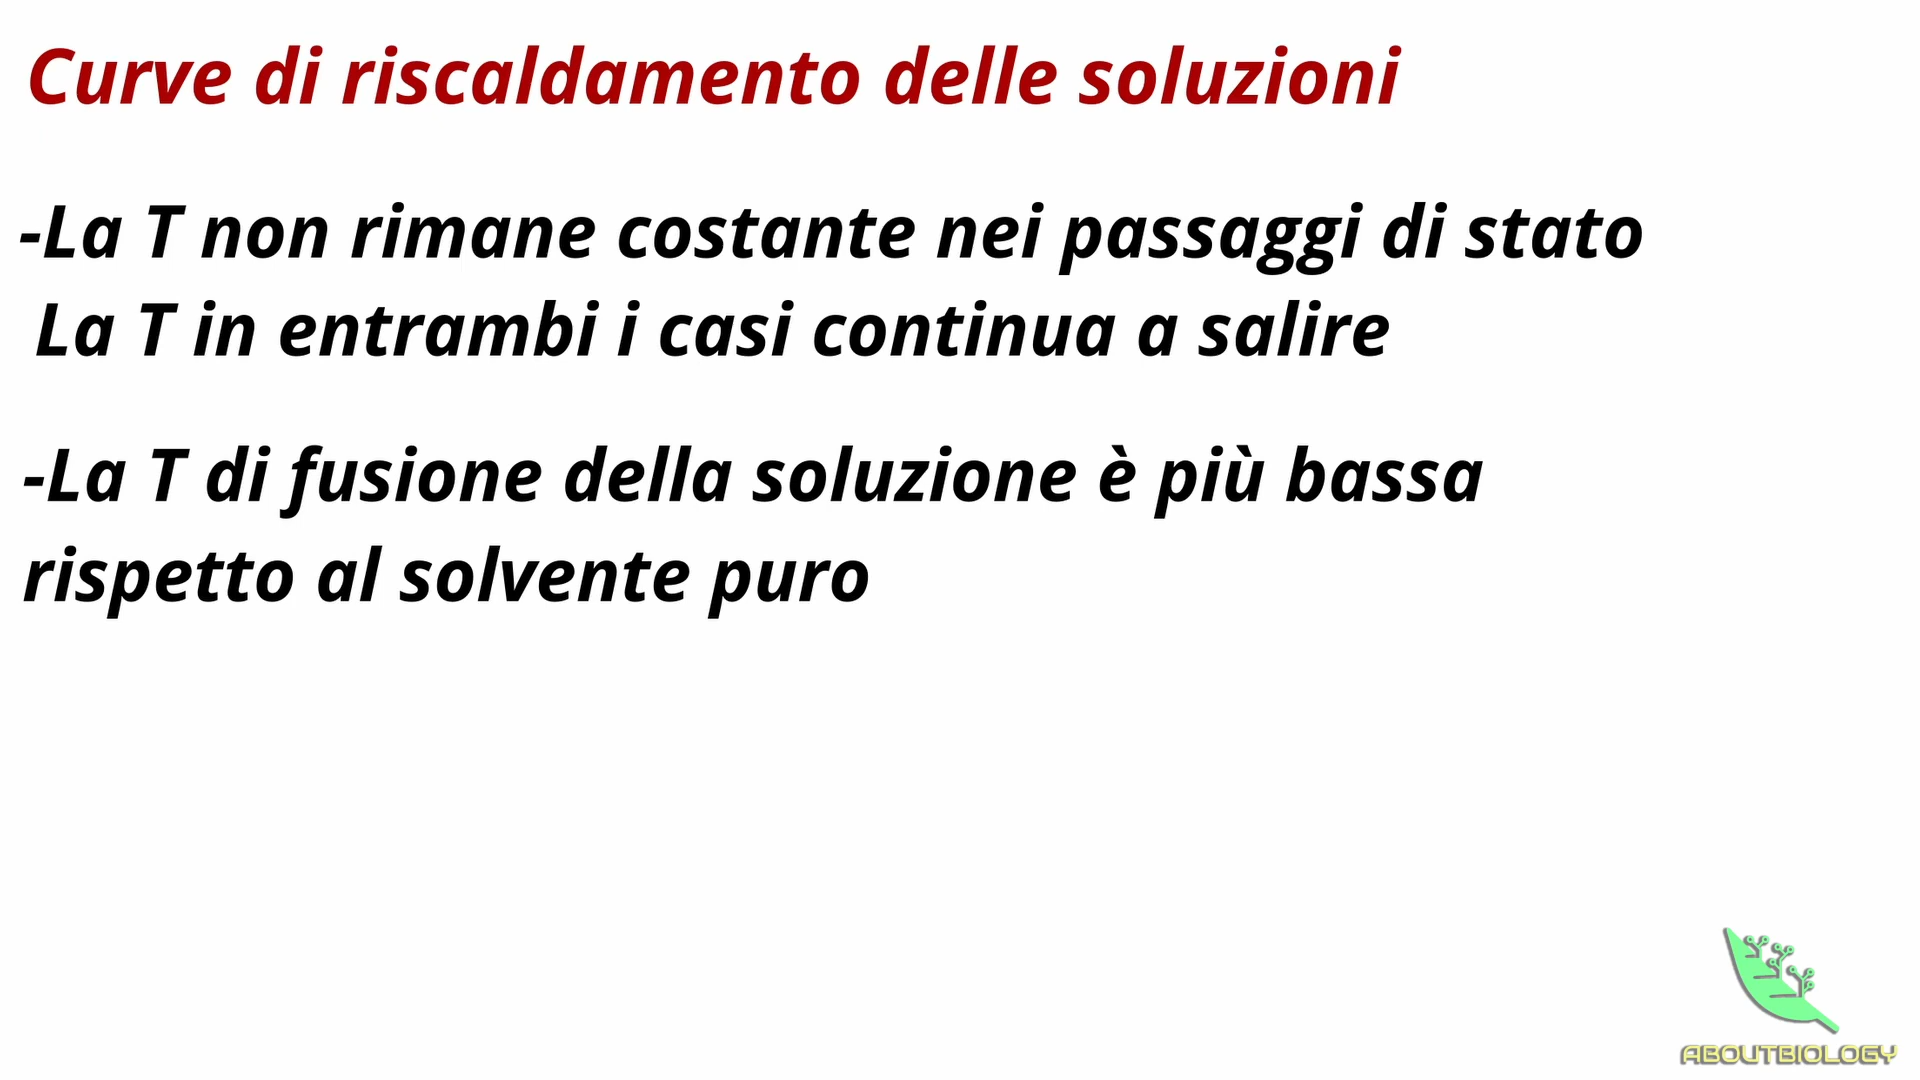 Curve di riscaldamento delle soluzioni
-La T non rimane costante nei passaggi di stato
La T in entrambi i casi continua a salire
-La T di fusione della soluzione è più bassa
rispetto al solvente puro
ABOUTBIOLOGY